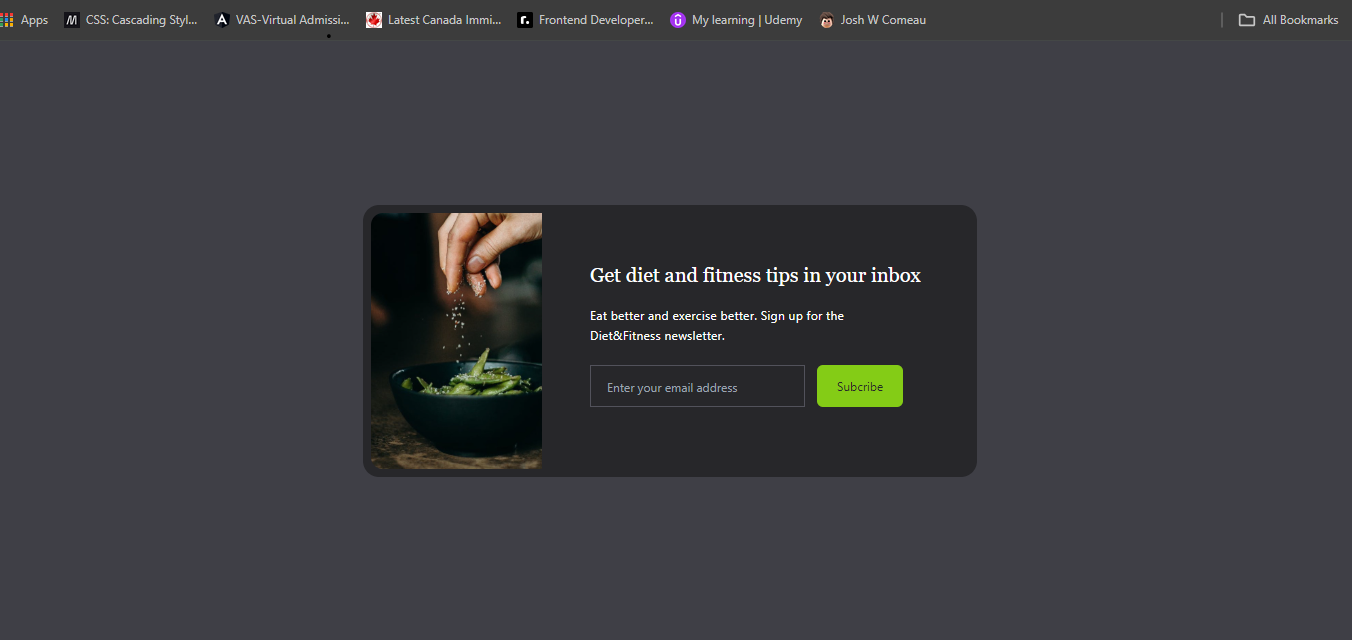 Apps
CSS: Cascading Styl...
VAS-Virtual Admissi...
Latest Canada Immi...
Frontend Developer...
My learning | Udemy
Josh W Comeau
All Bookmarks
Get diet and fitness tips in your inbox
Eat better and exercise better. Sign up for the
Diet&Fitness newsletter.
Enter your email address
Subcribe